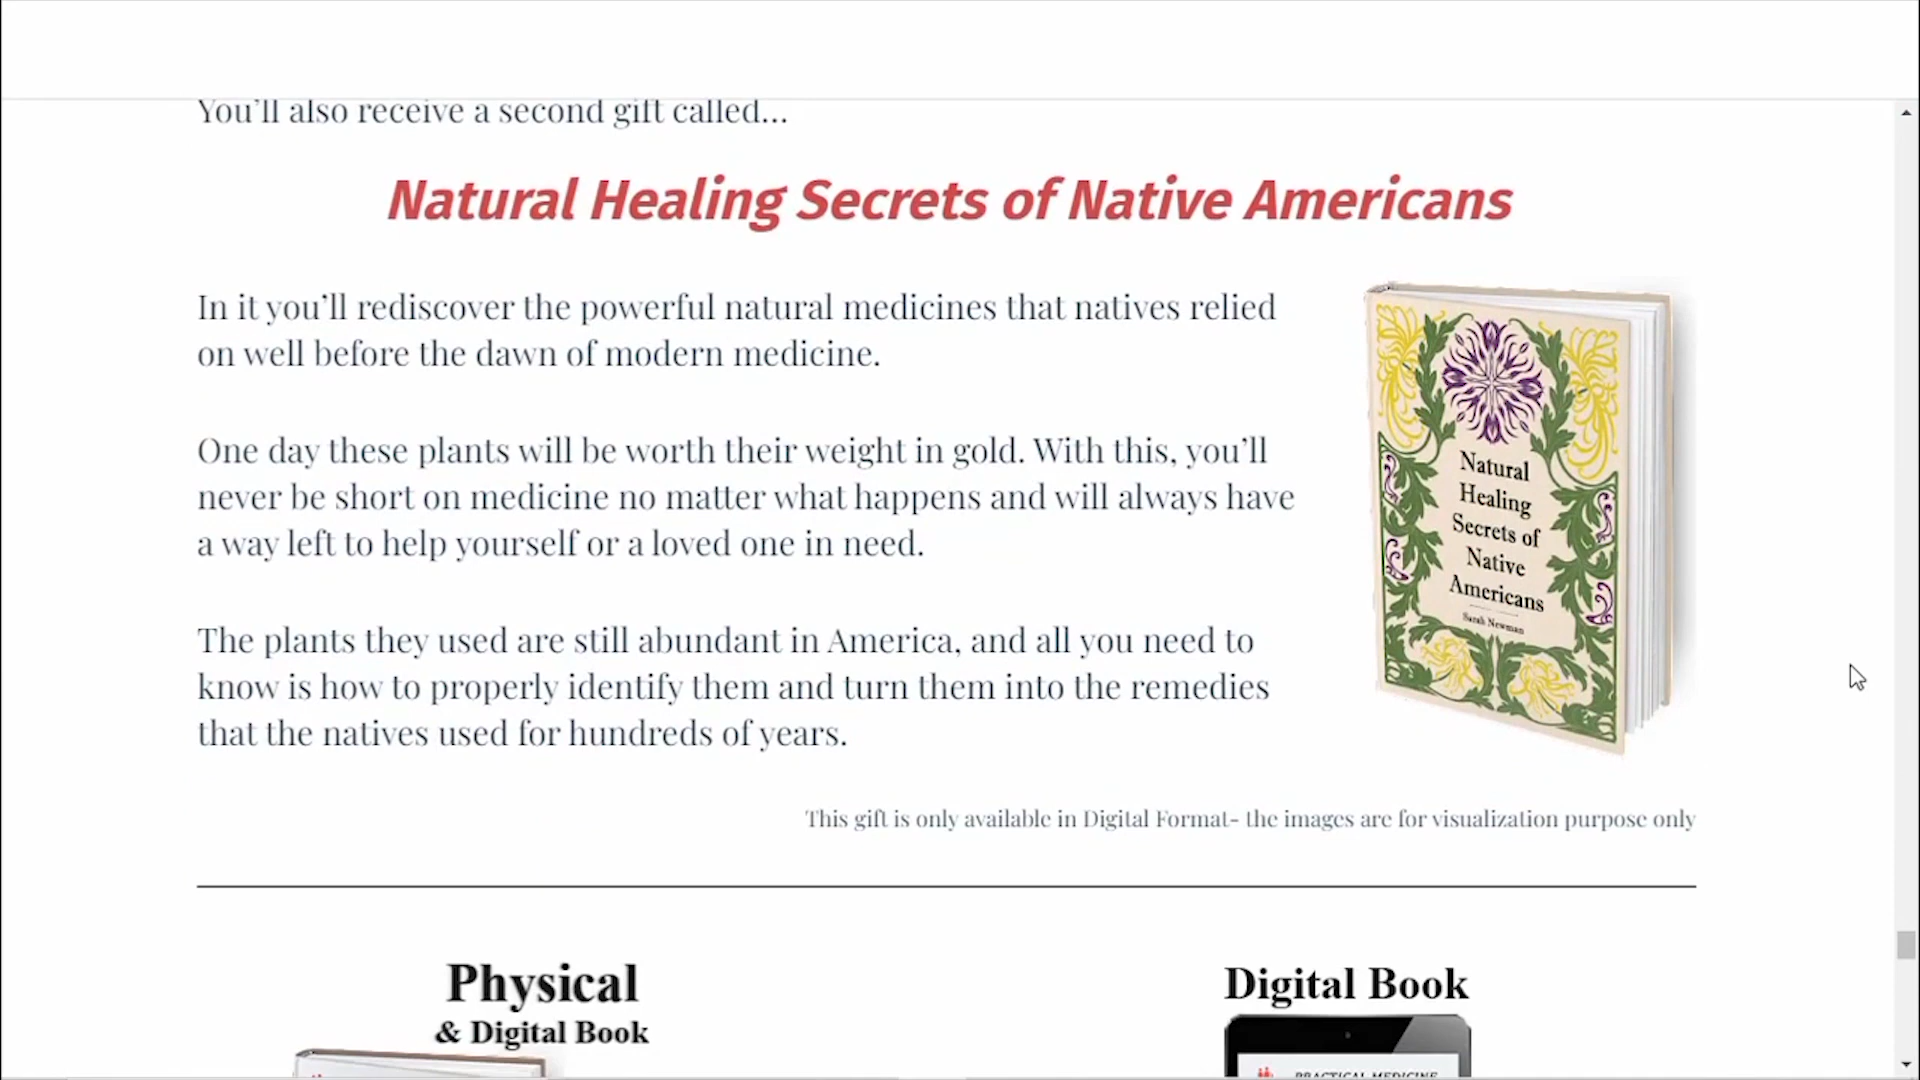 You'll also receive a second gift called...
Natural Healing Secrets of Native Americans
In it you'll rediscover the powerful natural medicines that natives relied
on well before the dawn of modern medicine.
One day these plants will be worth their weight in gold. With this, you'll
never be short on medicine no matter what happens and will always have
a way left to help yourself or a loved one in need.
The plants they used are still abundant in America, and all you need to
know is how to properly identify them and turn them into the remedies
that the natives used for hundreds of years.
Natural
Healing
Secrets of
Native
Americans
Sarah Newman
This gift is only available in Digital Format- the images are for visualization purpose only
Physical
& Digital Book
Digital Book
PRACTICAL MEDICINE